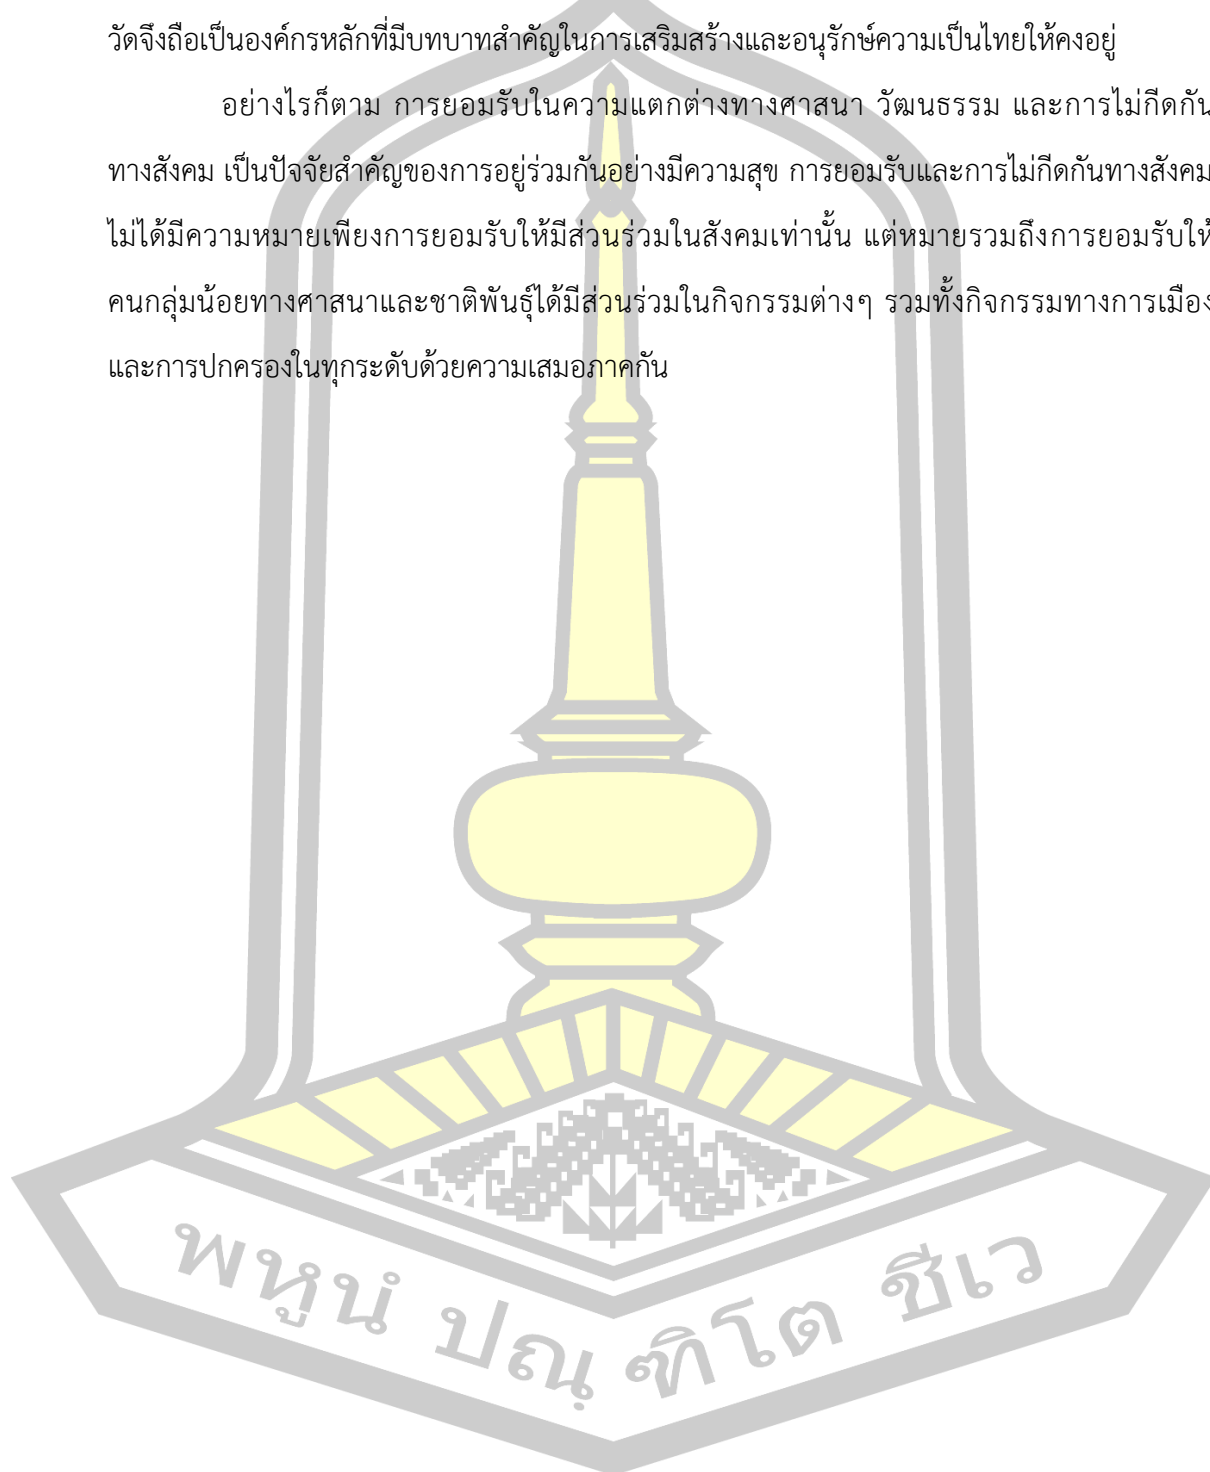 วัดจึงถือเป็นองค์กรหลักที่มีบทบาทสำคัญในการเสริมสร้างและอนุรักษ์ความเป็นไทยให้คงอยู่
อย่างไรก็ตาม การยอมรับในความแตกต่างทางศาสนา วัฒนธรรม และการไม่กีดกัน
ทางสังคม เป็นปัจจัยสำคัญของการอยู่ร่วมกันอย่างมีความสุข การยอมรับและการไม่กีดกันทางสังคม
ไม่ได้มีความหมายเพียงการยอมรับให้มีส่วนร่วมในสังคมเท่านั้น แต่หมายรวมถึงการยอมรับให้
คนกลุ่มน้อยทางศาสนาและชาติพันธุ์ได้มีส่วนร่วมในกิจกรรมต่างๆ รวมทั้งกิจกรรมทางการเมือง
และการปกครองในทุกระดับด้วยความเสมอภาคกัน
พหูนํ ปณฺฑิโต ชีเว